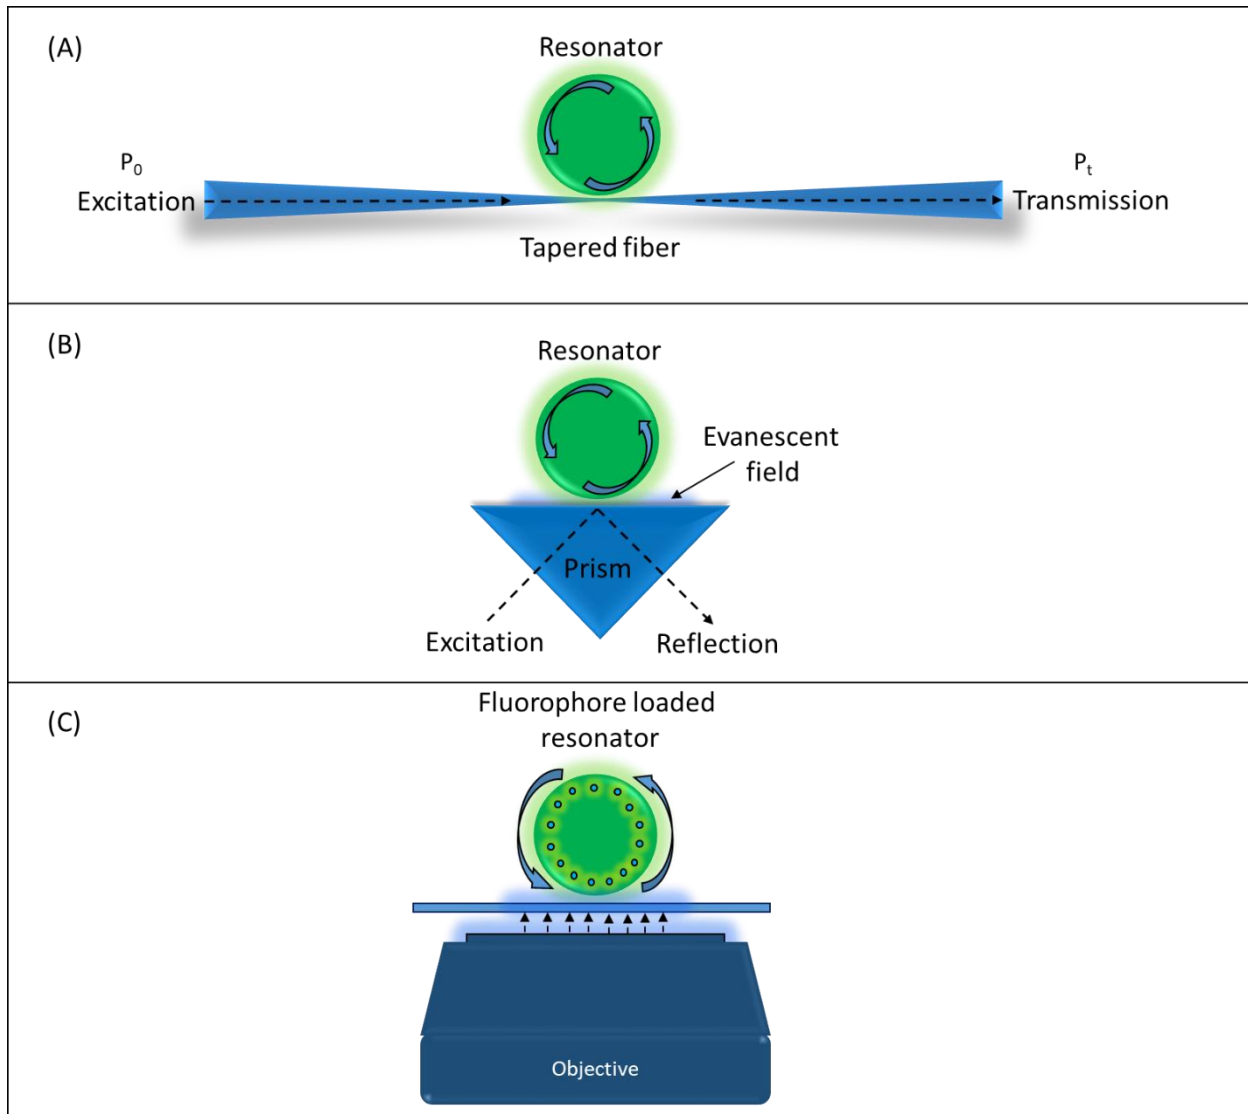 (A)
Resonator
P₀
Excitation
Pₜ
Transmission
Tapered fiber
(B)
Resonator
Evanescent
field
Prism
Excitation
Reflection
(C)
Fluorophore loaded
resonator
Objective